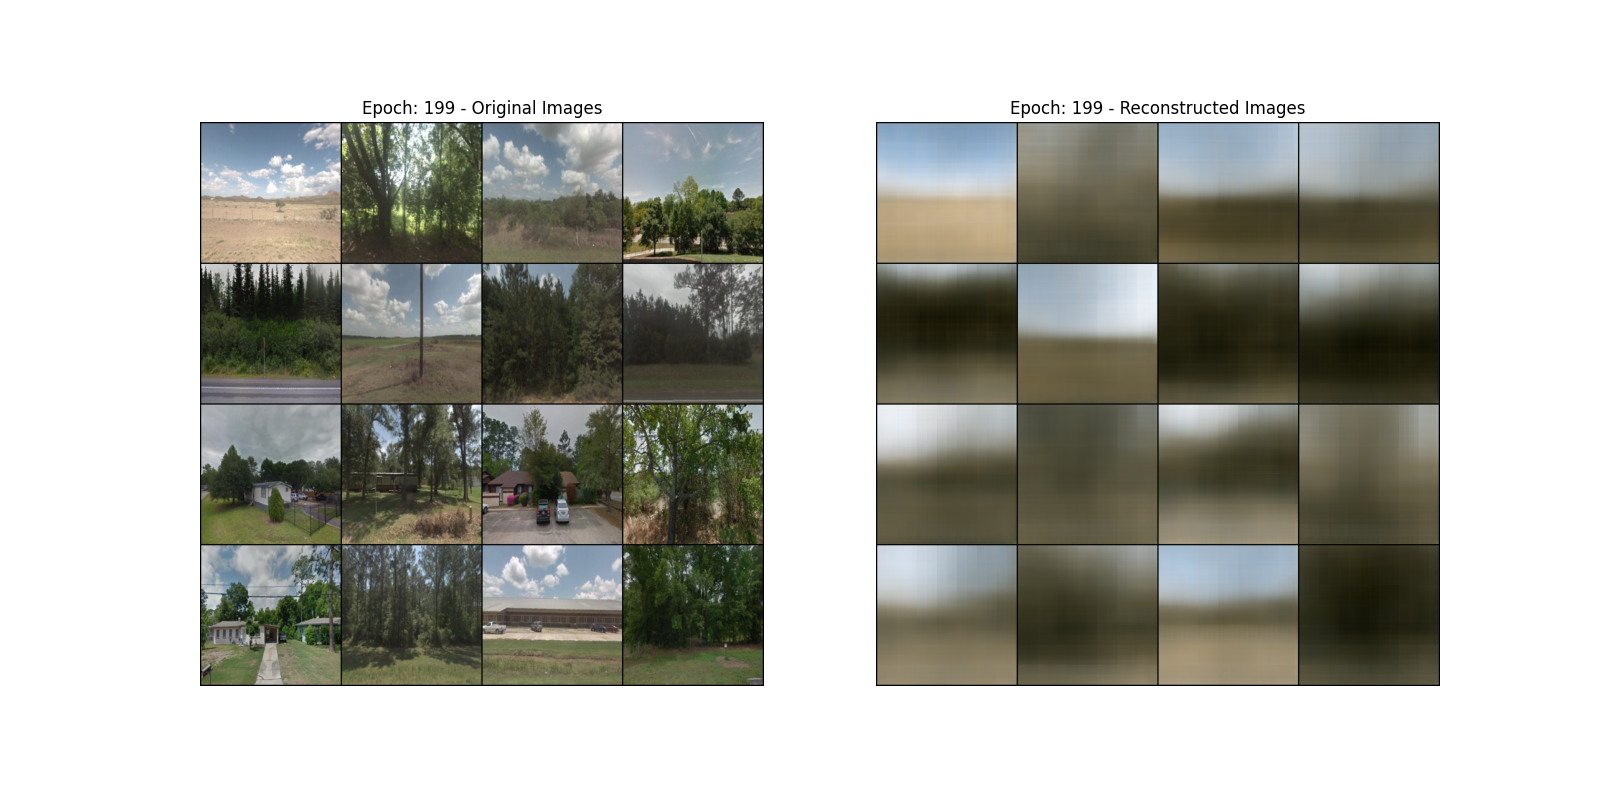 Epoch: 199 - Original Images
Epoch: 199 - Reconstructed Images